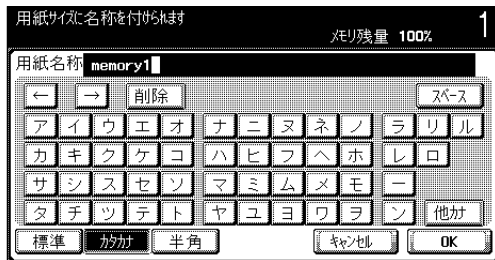 用紙ｻｲｽﾞに名称を付けられます
ﾒﾓﾘ残量 100% 1
用紙名称 memory1
← → 削除 ｽﾍﾟｰｽ
ア イ ウ エ オ ナ ニ ヌ ネ ノ ラ リ ル
カ キ ク ケ コ ハ ヒ フ ヘ ホ レ ロ
サ シ ス セ ソ マ ミ ム メ モ ー
タ チ ツ テ ト ヤ ユ ヨ ワ ヲ ン 他ｶﾅ
標準 ｶﾀｶﾅ 半角 ｷｬﾝｾﾙ OK